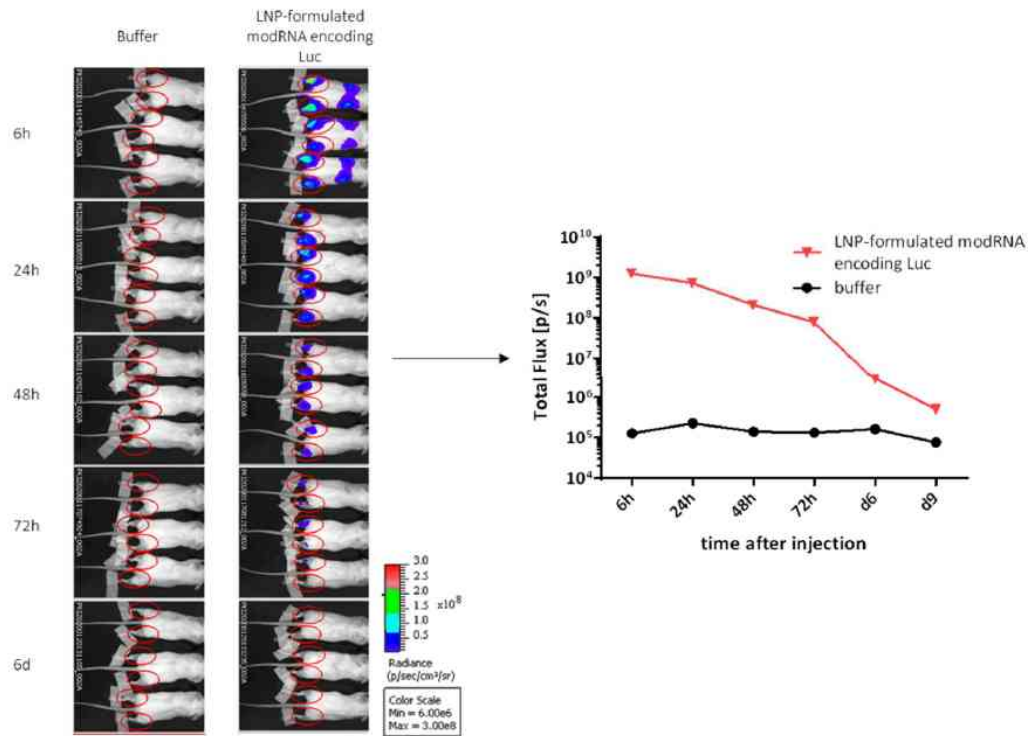 Buffer
LNP-formulated
modRNA encoding
Luc
6h
24h
48h
72h
6d
3.0
2.5
2.0
1.5
1.0
0.5
x10⁸
Radiance
(p/sec/cm²/sr)
Color Scale
Min = 6.00e6
Max = 3.00e8
LNP-formulated modRNA
encoding Luc
buffer
Total Flux [p/s]
10¹⁰
10⁹
10⁸
10⁷
10⁶
10⁵
10⁴
6h
24h
48h
72h
d6
d9
time after injection